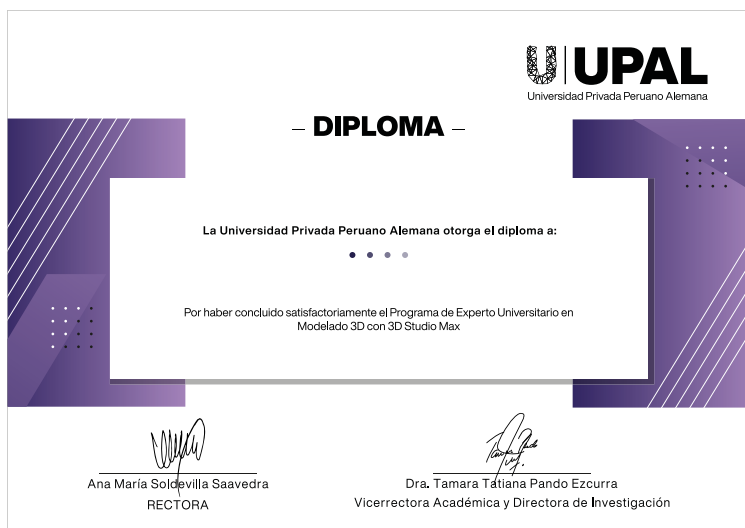 UPAL
Universidad Privada Peruano Alemana
– DIPLOMA –
La Universidad Privada Peruano Alemana otorga el diploma a:
Por haber concluido satisfactoriamente el Programa de Experto Universitario en
Modelado 3D con 3D Studio Max
Ana María Soldevilla Saavedra
RECTORA
Dra. Tamara Tatiana Pando Ezcurra
Vicerrectora Académica y Directora de Investigación